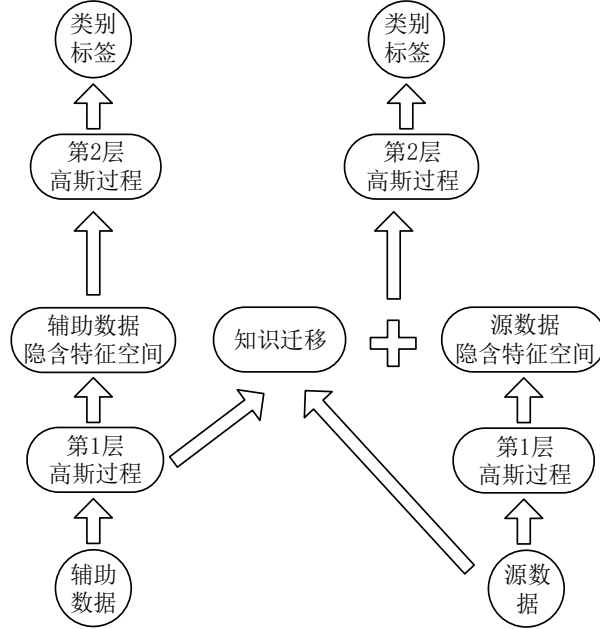 类别
标签
类别
标签
第2层
高斯过程
第2层
高斯过程
辅助数据
隐含特征空间
知识迁移
源数据
隐含特征空间
第1层
高斯过程
第1层
高斯过程
辅助
数据
源数
据